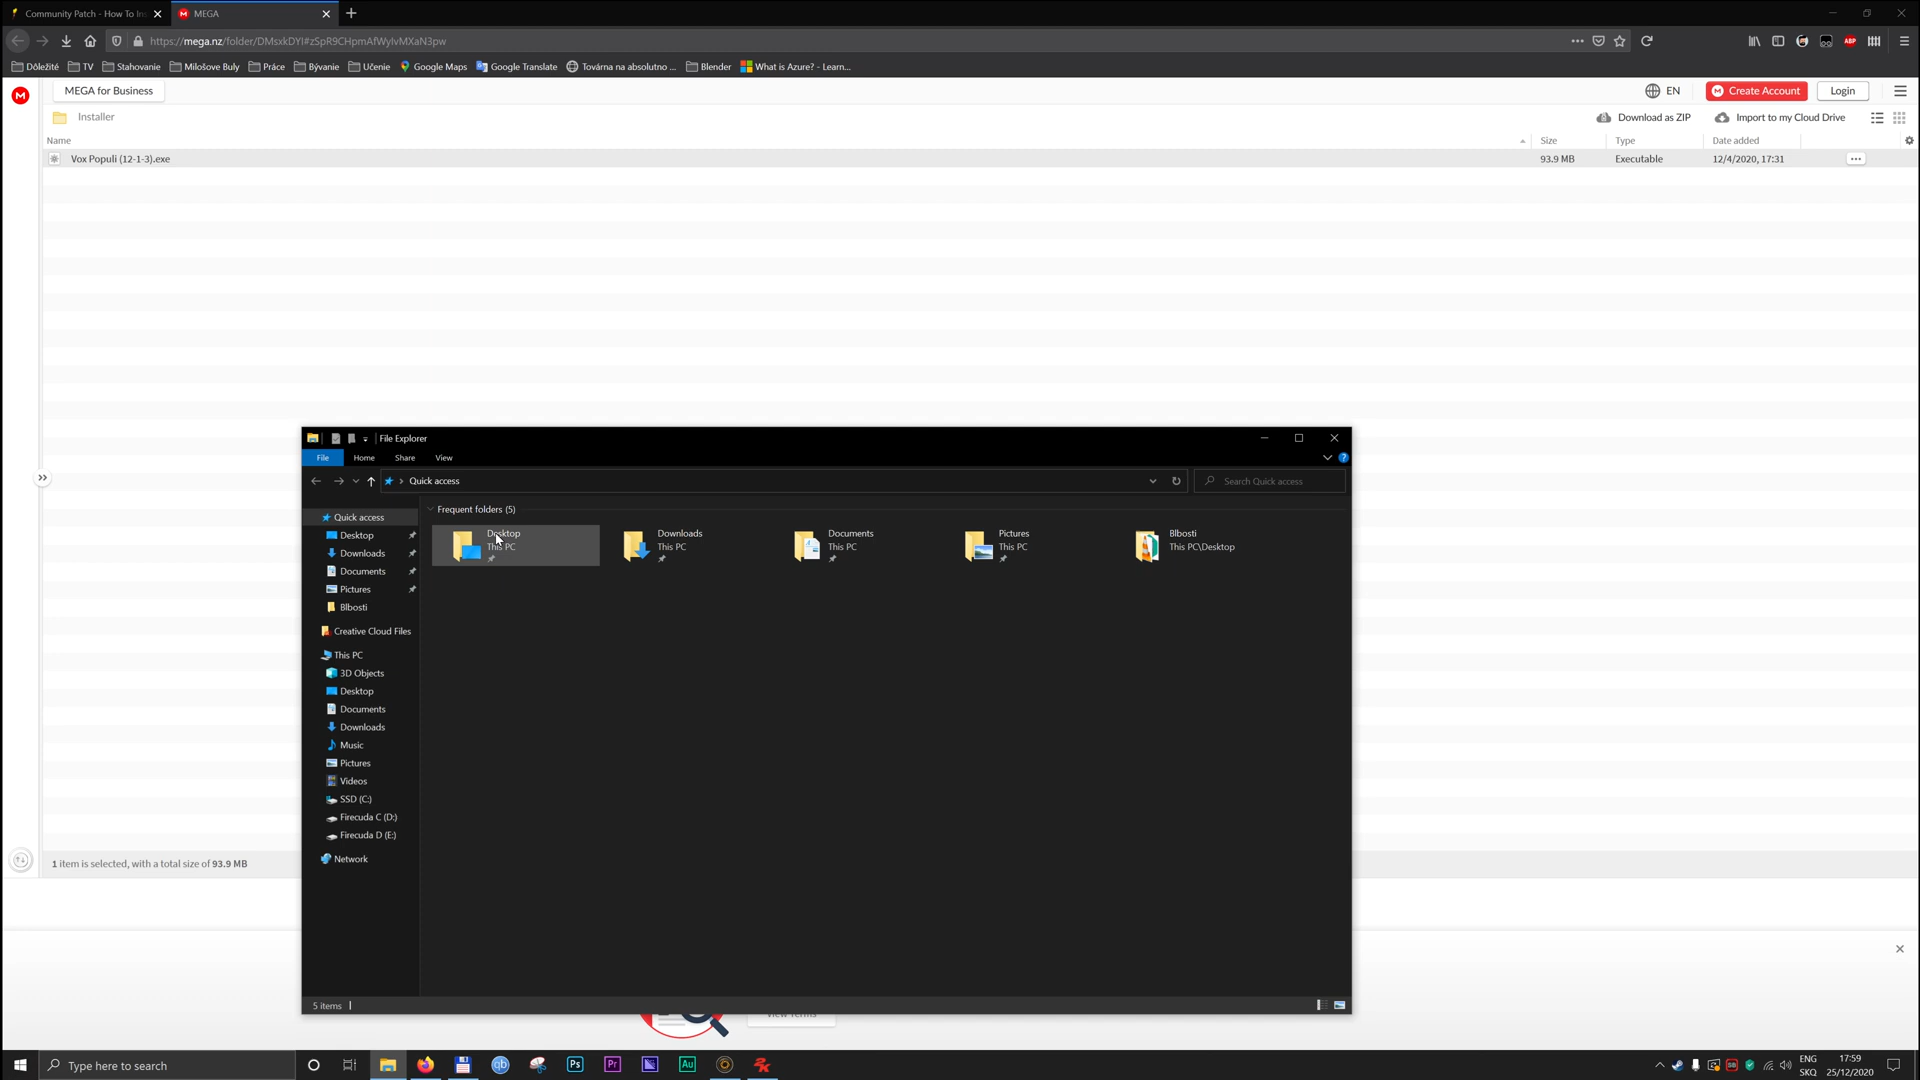 Community Patch - How To In
MEGA
https://mega.nz/folder/DMsxkDYI#zSpR9CHpmAfWyIvMXaN3pw
Dôležité TV Stahovanie Milošove Buly Práce Bývanie Učenie Google Maps Google Translate Továrna na absolutno ... Blender What is Azure? - Learn...
MEGA for Business EN Create Account Login
Installer Download as ZIP Import to my Cloud Drive
Name Size Type Date added
Vox Populi (12-1-3).exe 93.9 MB Executable 12/4/2020, 17:31
File Explorer
File Home Share View
Quick access Search Quick access
Frequent folders (5)
Desktop
This PC
Downloads
This PC
Documents
This PC
Pictures
This PC
Blbosti
This PC\Desktop
Quick access
Desktop
Downloads
Documents
Pictures
Blbosti
Creative Cloud Files
This PC
3D Objects
Desktop
Documents
Downloads
Music
Pictures
Videos
SSD (C:)
Firecuda C (D:)
Firecuda D (E:)
Network
1 item is selected, with a total size of 93.9 MB
5 items
View Terms
Type here to search
Ps Pr Au
ENG
SKQ
17:59
25/12/2020